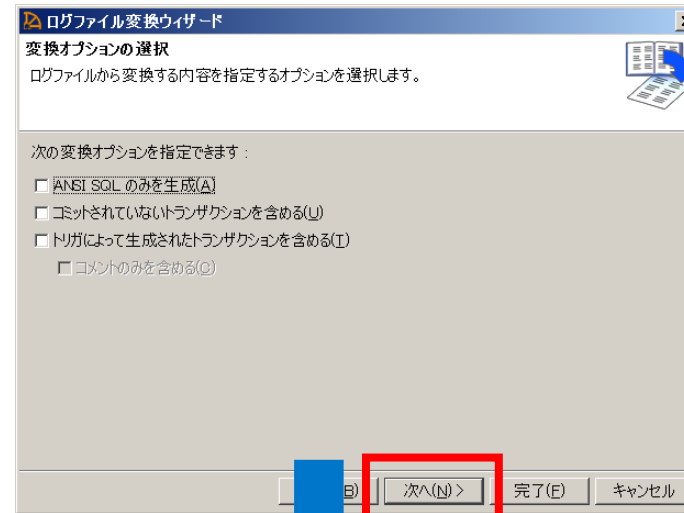 ログファイル変換ウィザード
変換オプションの選択
ログファイルから変換する内容を指定するオプションを選択します。
次の変換オプションを指定できます:
ANSI SQL のみを生成(A)
コミットされていないトランザクションを含める(U)
トリガによって生成されたトランザクションを含める(T)
コメントのみを含める(C)
B) 次へ(N) > 完了(F) キャンセル